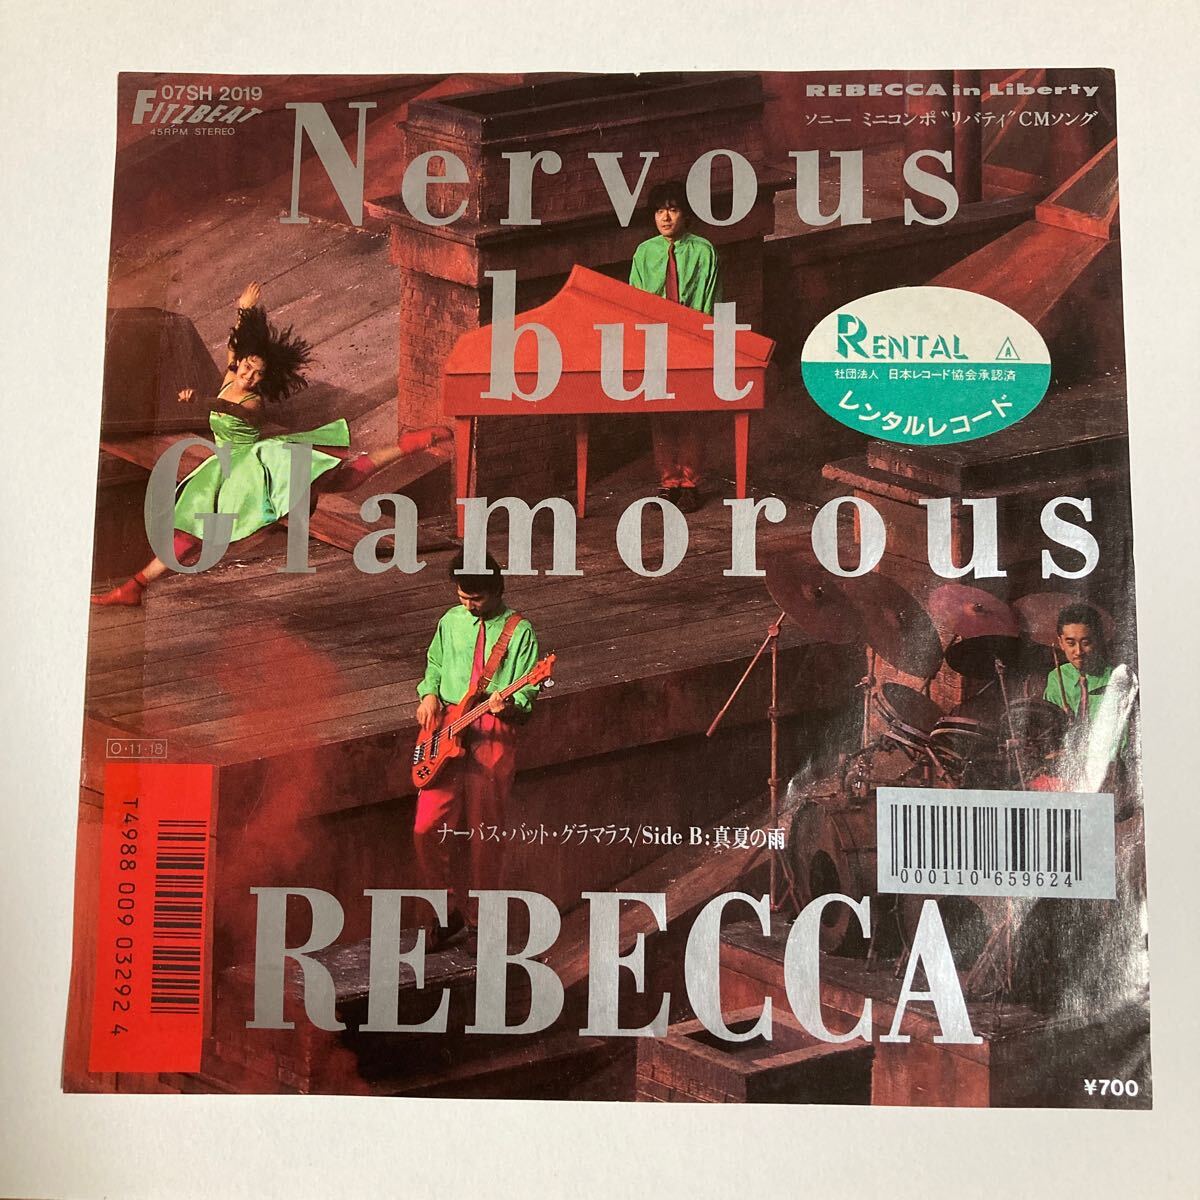 07SH 2019
FITZBEAT
45RPM STEREO
REBECCA in Liberty
ソニー ミニコンポ“リバティ”CMソング
Nervous
but
Glamorous
RENTAL A
社団法人 日本レコード協会承認済
レンタルレコード
O・11・18
T4988 009 03292 4
ナーバス・バット・グラマラス/Side B:真夏の雨
000110 659624
REBECCA
¥700